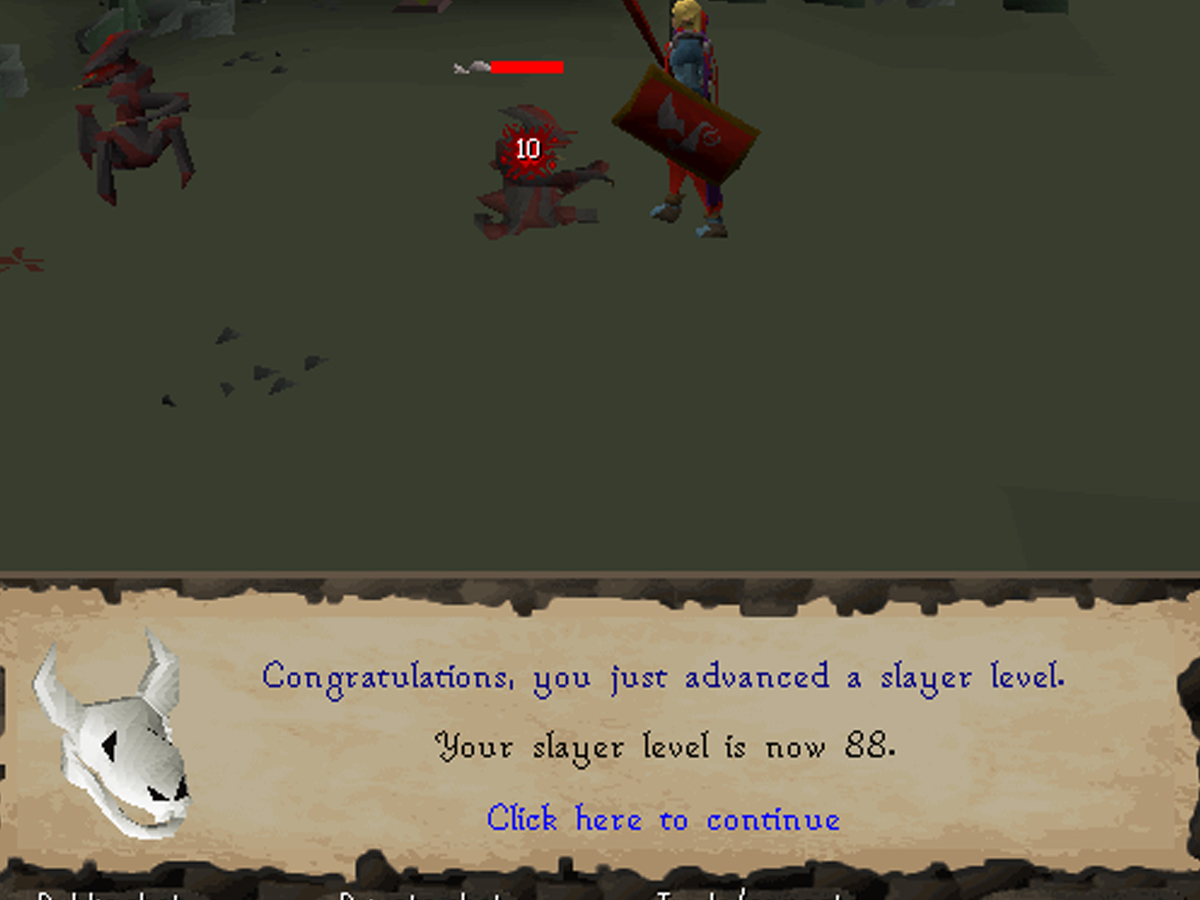 10
Congratulations, you just advanced a slayer level.
Your slayer level is now 88.
Click here to continue